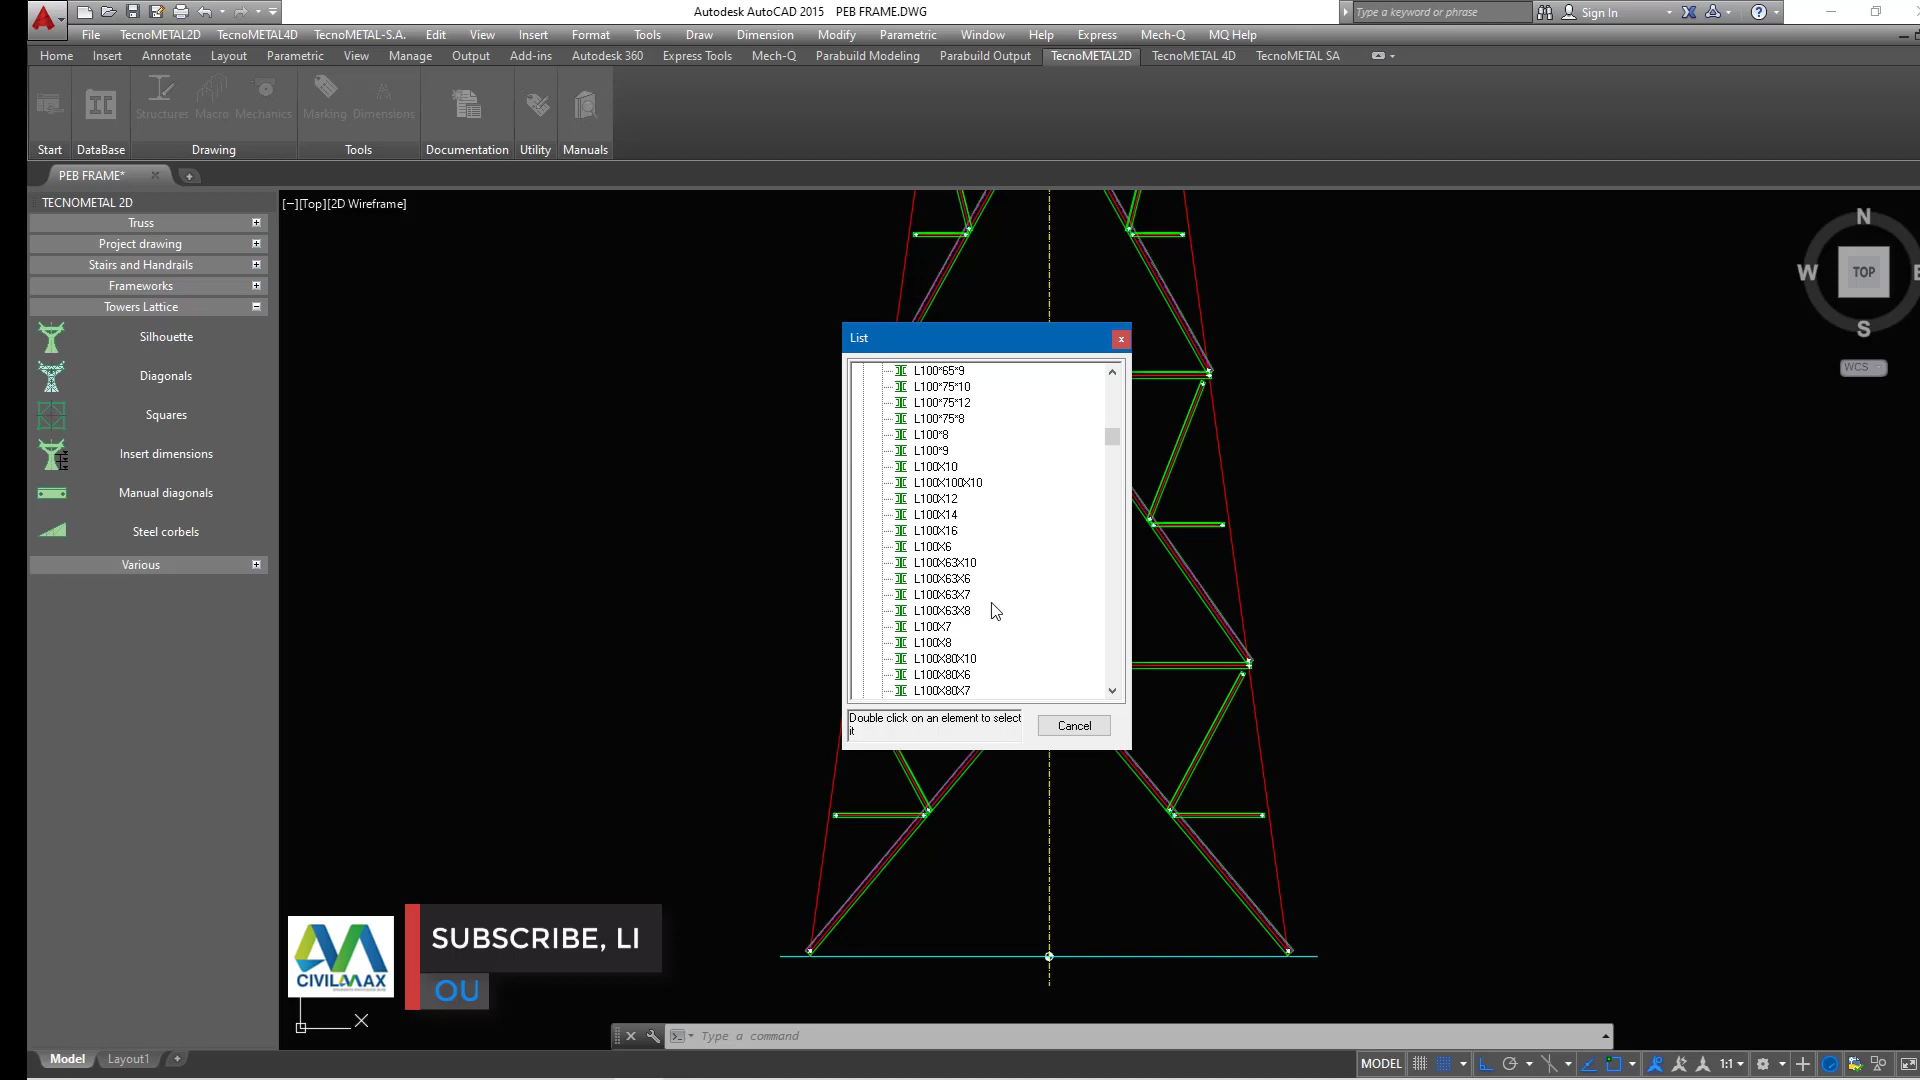 Autodesk AutoCAD 2015 PEB FRAME.DWG
Type a keyword or phrase
Sign In
File TecnoMETAL2D TecnoMETAL4D TecnoMETAL-S.A. Edit View Insert Format Tools Draw Dimension Modify Parametric Window Help Express Mech-Q MQ Help
Home Insert Annotate Layout Parametric View Manage Output Add-ins Autodesk 360 Express Tools Mech-Q Parabuild Modeling Parabuild Output TecnoMETAL2D TecnoMETAL 4D TecnoMETAL SA
Structures Macro Mechanics Marking Dimensions
Start DataBase Drawing Tools Documentation Utility Manuals
PEB FRAME*
TECNOMETAL 2D
Truss
Project drawing
Stairs and Handrails
Frameworks
Towers Lattice
Silhouette
Diagonals
Squares
Insert dimensions
Manual diagonals
Steel corbels
Various
[−][Top][2D Wireframe]
N
W TOP E
S
WCS
List
L100*65*9
L100*75*10
L100*75*12
L100*75*8
L100*8
L100*9
L100X10
L100X100X10
L100X12
L100X14
L100X16
L100X6
L100X63X10
L100X63X6
L100X63X7
L100X63X8
L100X7
L100X8
L100X80X10
L100X80X6
L100X80X7
Double click on an element to select
it
Cancel
CIVILMAX
SUBSCRIBE, LI
OU
X
Type a command
Model Layout1
MODEL 1:1